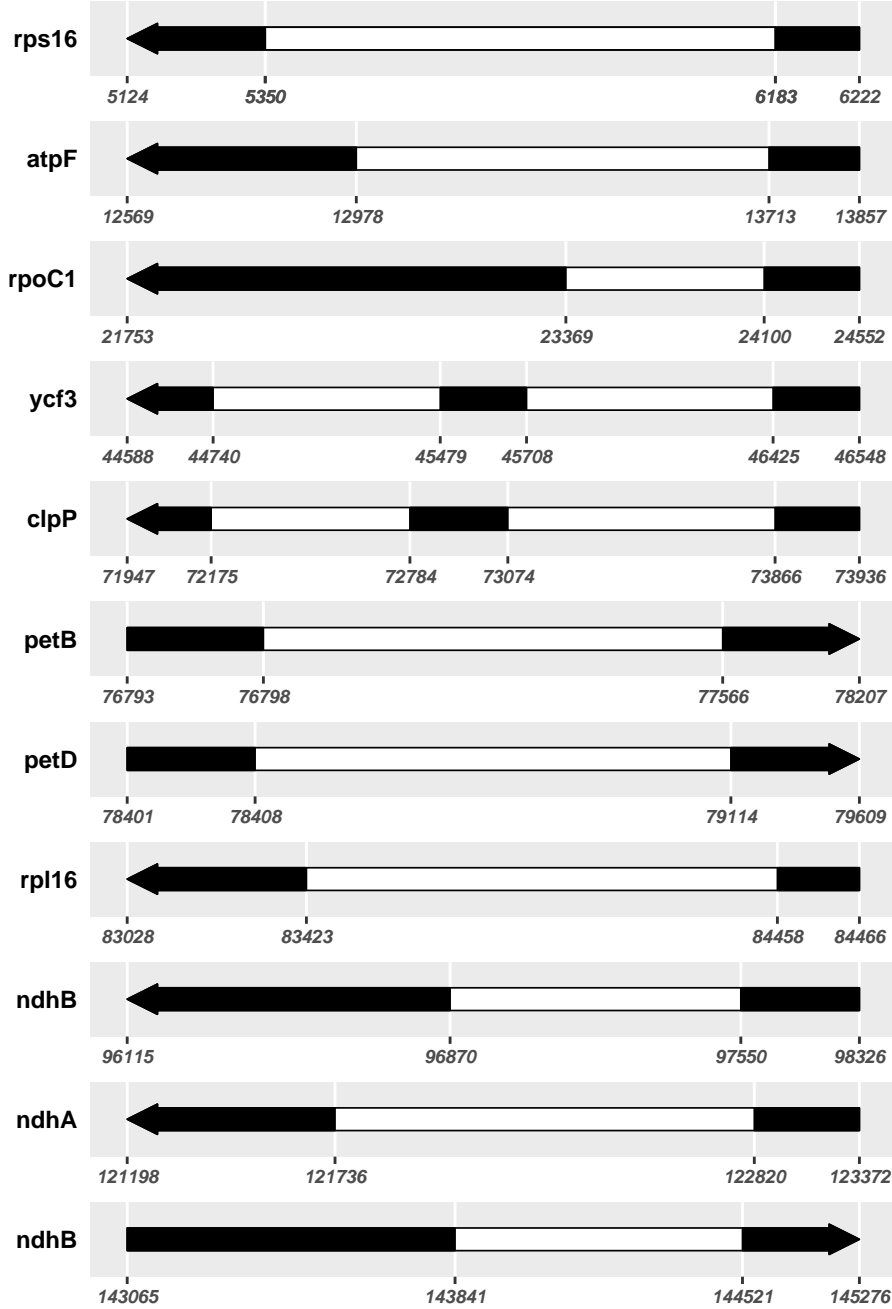 rps16
5124 5350 6183 6222
atpF
12569 12978 13713 13857
rpoC1
21753 23369 24100 24552
ycf3
44588 44740 45479 45708 46425 46548
clpP
71947 72175 72784 73074 73866 73936
petB
76793 76798 77566 78207
petD
78401 78408 79114 79609
rpl16
83028 83423 84458 84466
ndhB
96115 96870 97550 98326
ndhA
121198 121736 122820 123372
ndhB
143065 143841 144521 145276